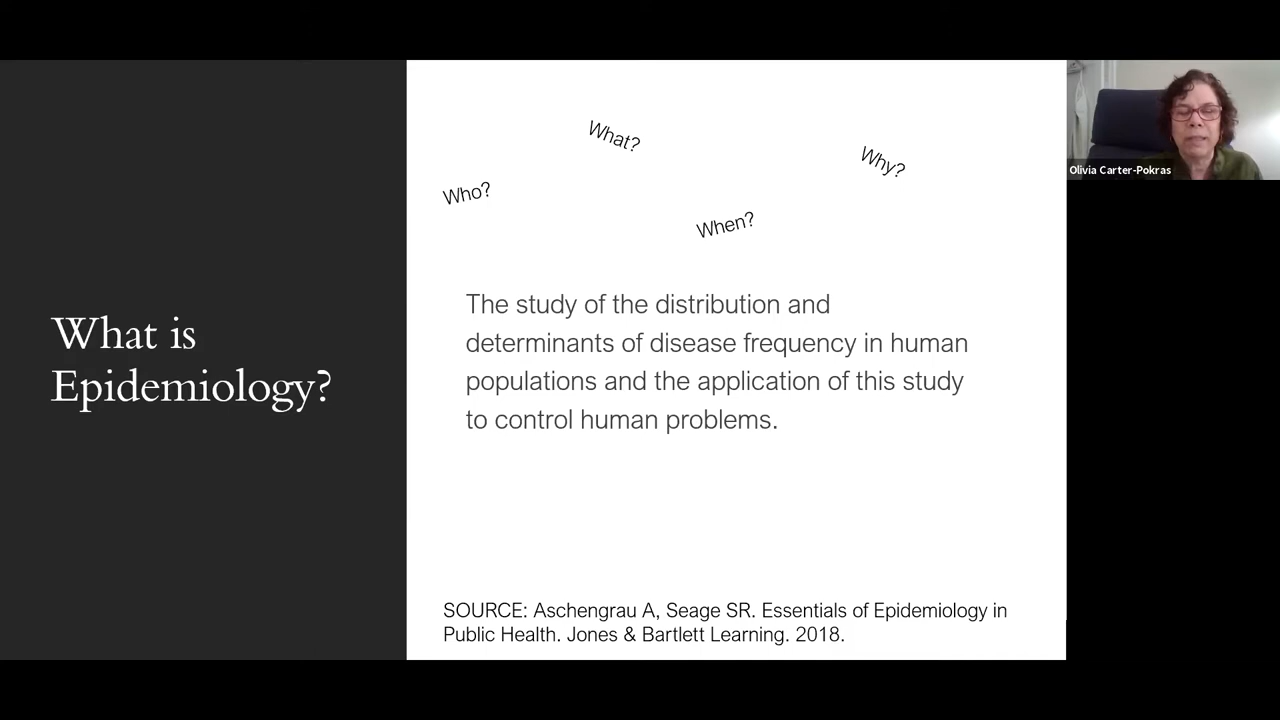 What is
Epidemiology?
What?
Why?
Who?
When?
The study of the distribution and
determinants of disease frequency in human
populations and the application of this study
to control human problems.
SOURCE: Aschengrau A, Seage SR. Essentials of Epidemiology in
Public Health. Jones & Bartlett Learning. 2018.
Olivia Carter-Pokras